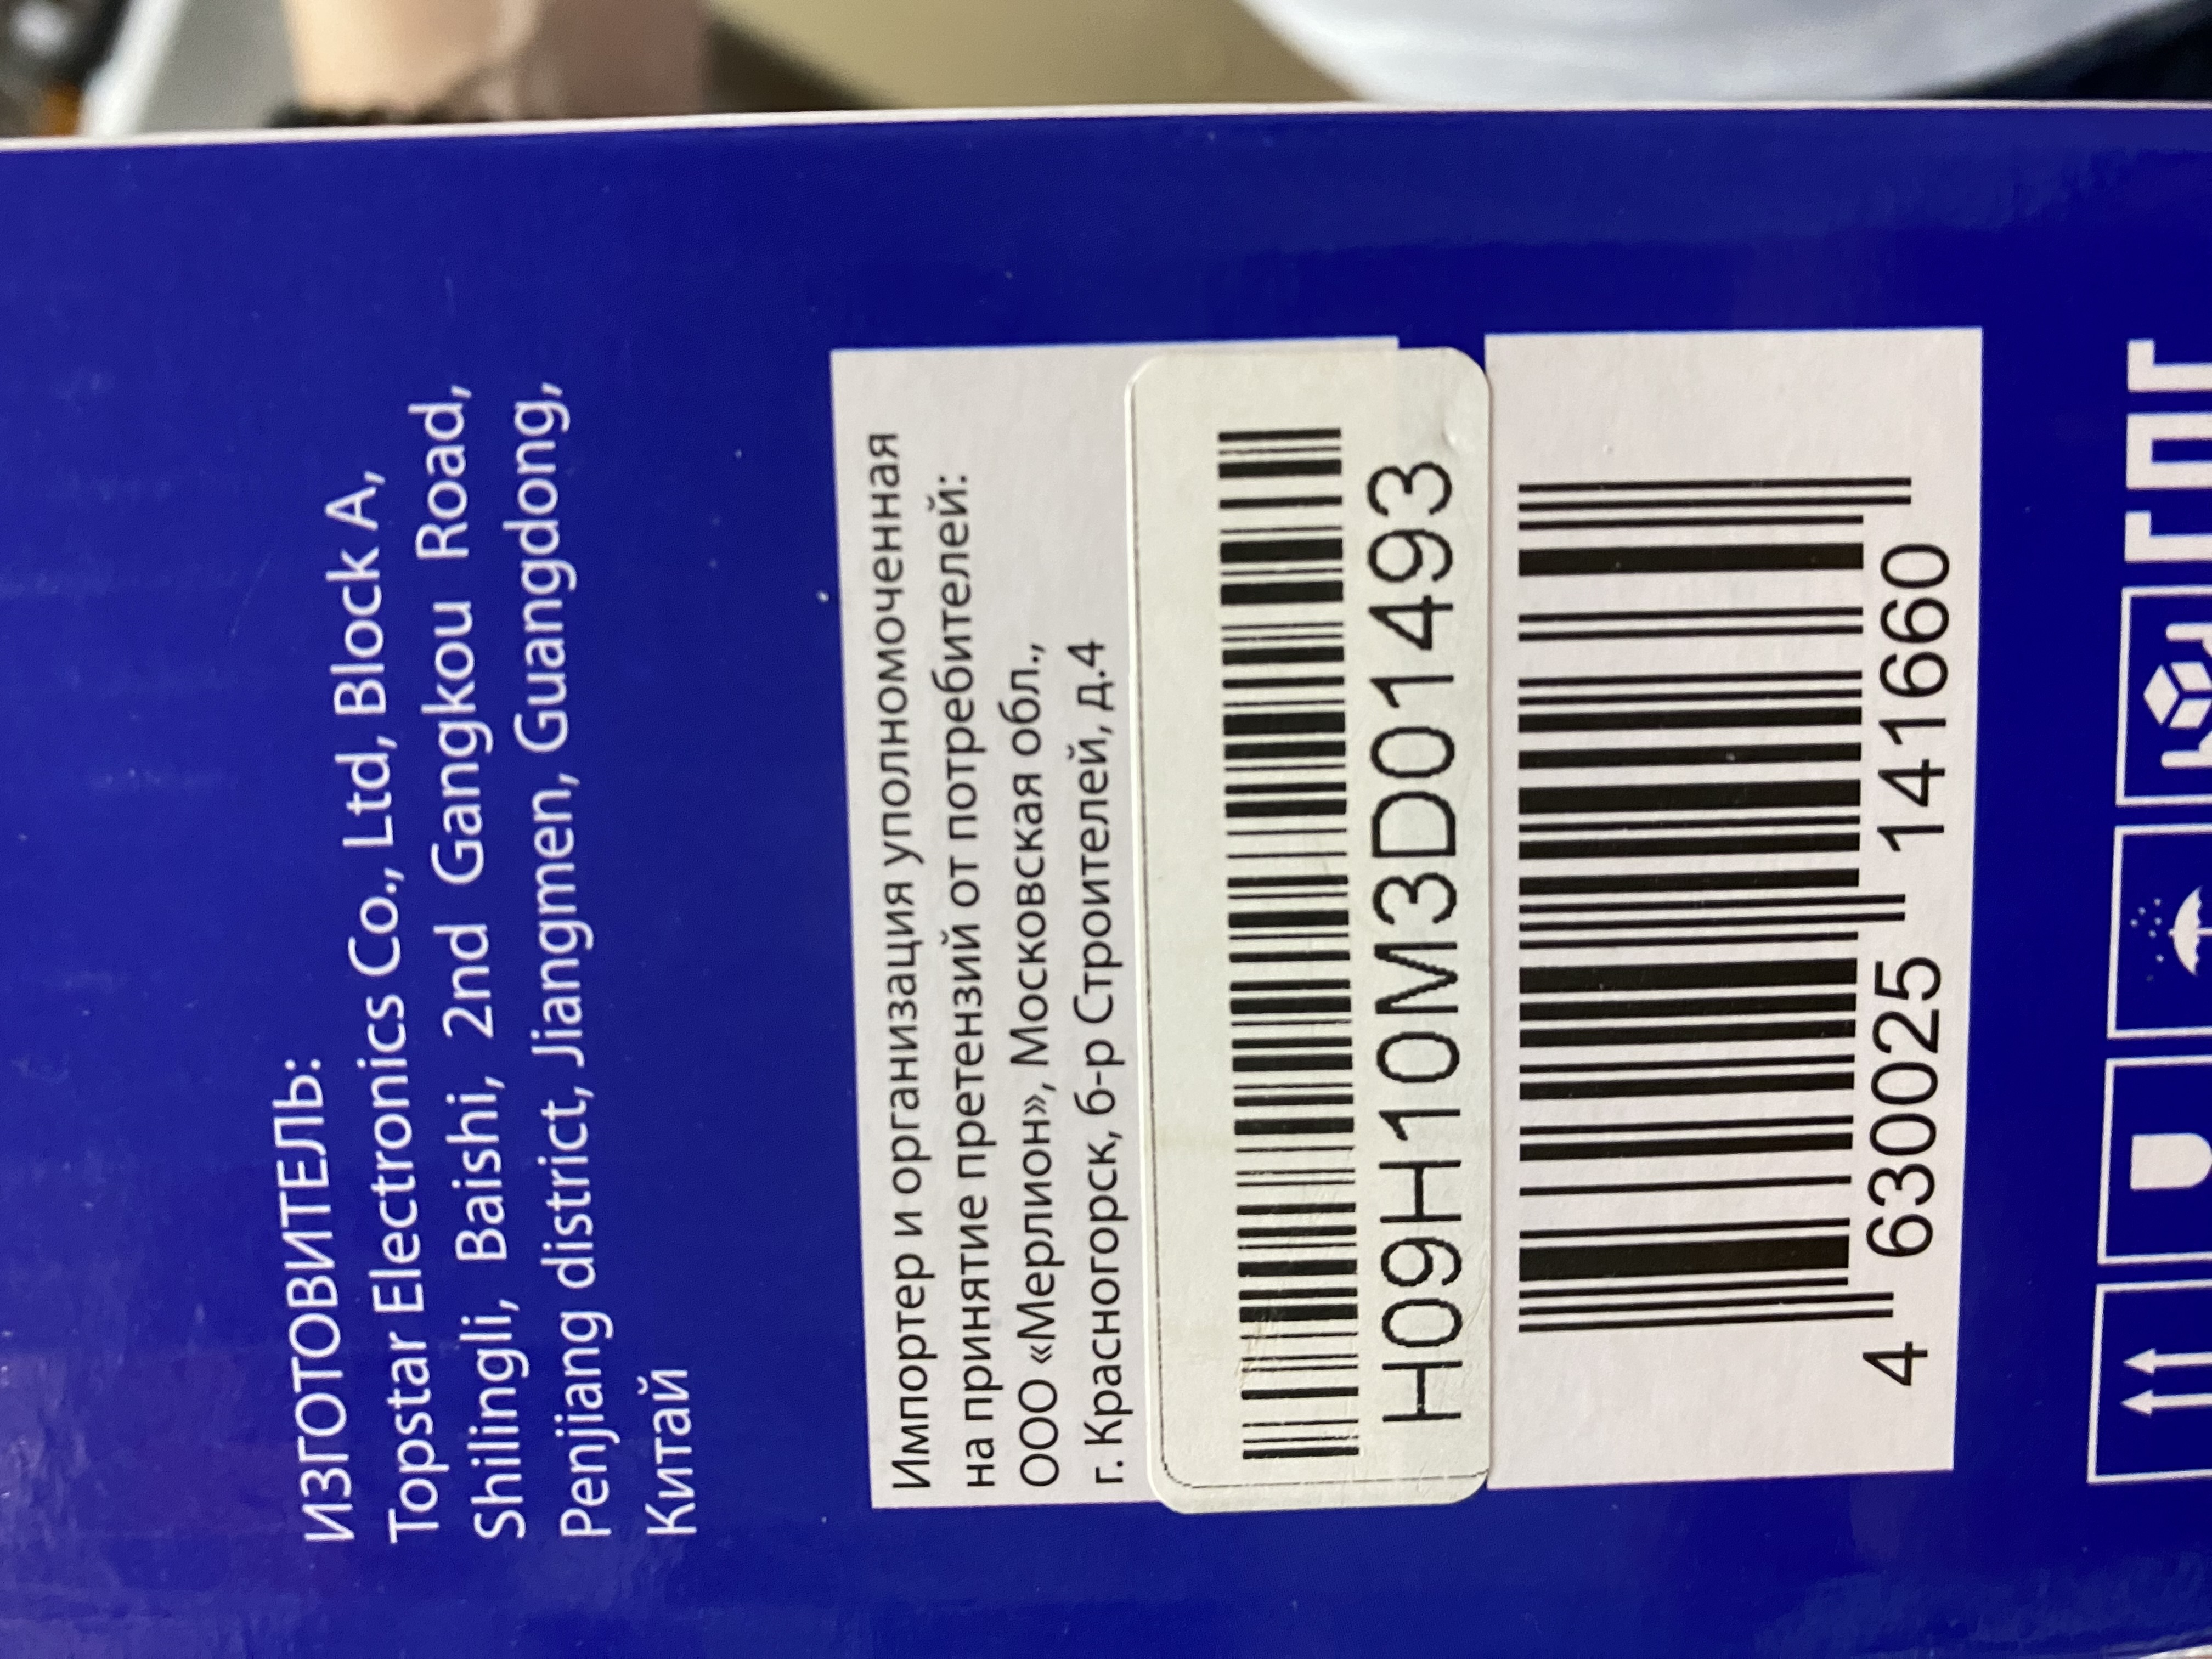 ИЗГОТОВИТЕЛЬ:
Topstar Electronics Co., Ltd, Block A,
Shilingli, Baishi, 2nd Gangkou Road,
Penjiang district, Jiangmen, Guangdong,
Китай
Импортер и организация уполномоченная
на принятие претензий от потребителей:
ООО «Мерлион», Московская обл.,
г. Красногорск, б-р Строителей, д.4
H09H10M3D01493
4 630025 141660